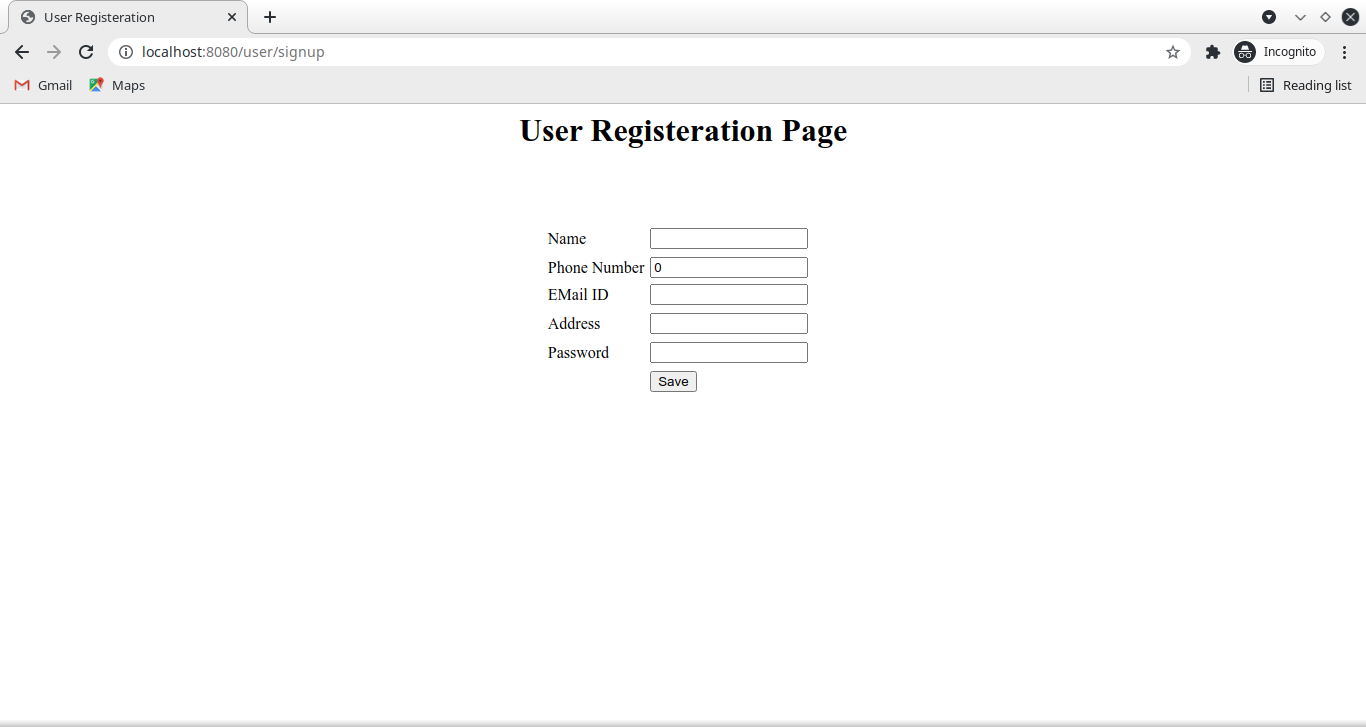 User Registeration
localhost:8080/user/signup
Incognito
Gmail Maps Reading list
User Registeration Page
Name
Phone Number 0
EMail ID
Address
Password
Save